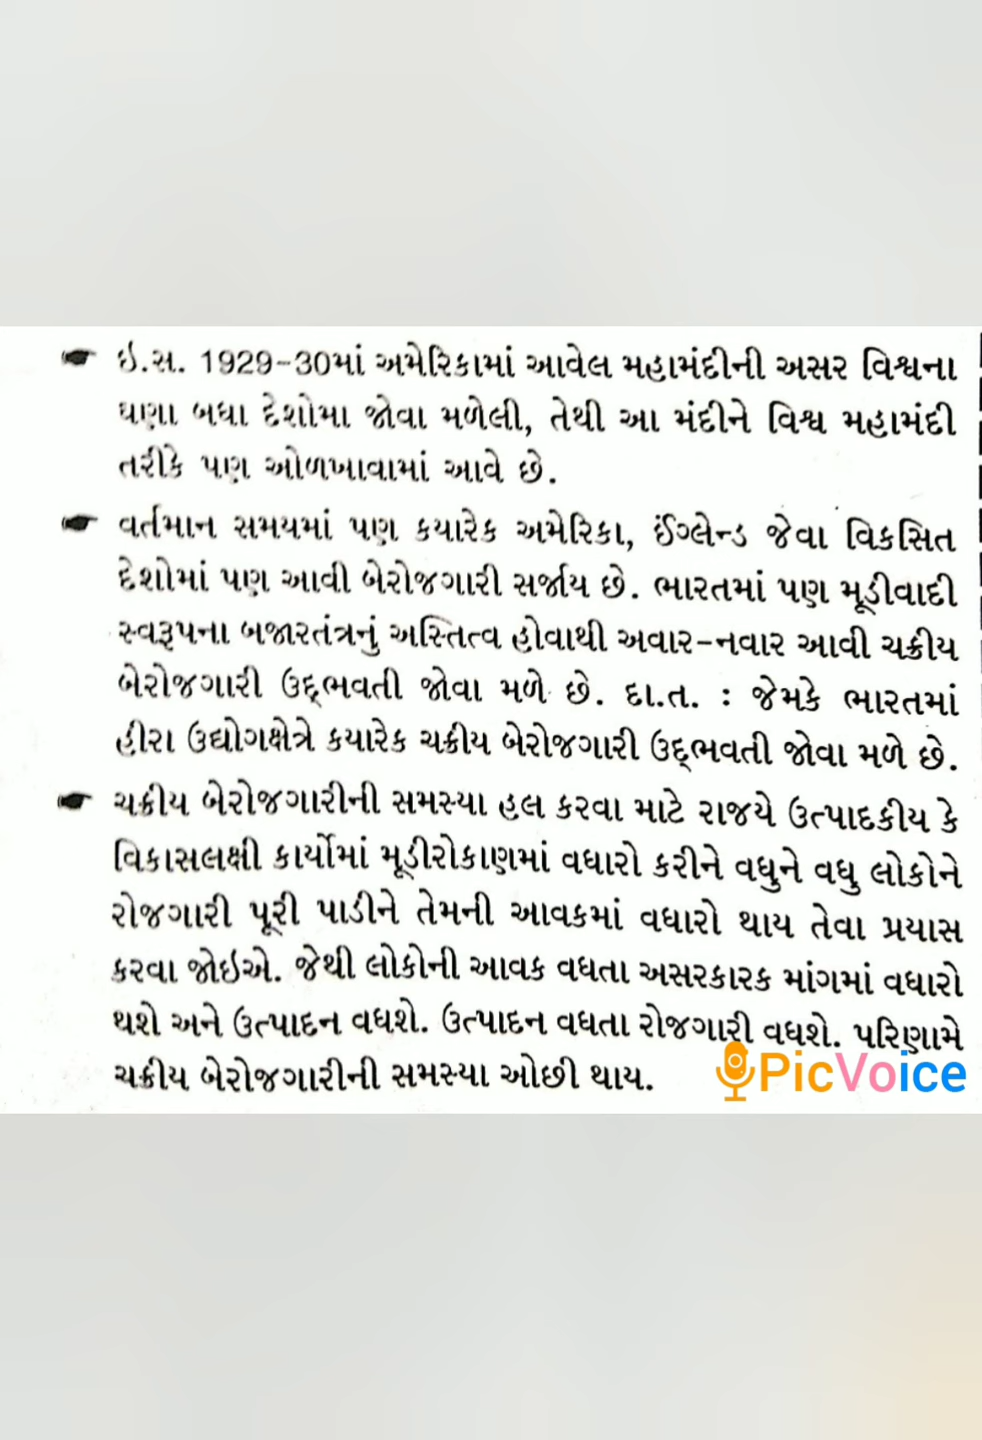 ઇ.સ. 1929-30માં અમેરિકામાં આવેલ મહામંદીની અસર વિશ્વના
ઘણા બધા દેશોમા જોવા મળેલી, તેથી આ મંદીને વિશ્વ મહામંદી
તરીકે પણ ઓળખાવામાં આવે છે.
વર્તમાન સમયમાં પણ કયારેક અમેરિકા, ઈંગ્લેન્ડ જેવા વિકસિત
દેશોમાં પણ આવી બેરોજગારી સર્જાય છે. ભારતમાં પણ મૂડીવાદી
સ્વરૂપના બજારતંત્રનું અસ્તિત્વ હોવાથી અવાર-નવાર આવી ચક્રીય
બેરોજગારી ઉદ્દભવતી જોવા મળે છે. દા.ત. : જેમકે ભારતમાં
હીરા ઉદ્યોગક્ષેત્રે કયારેક ચક્રીય બેરોજગારી ઉદ્દભવતી જોવા મળે છે.
ચક્રીય બેરોજગારીની સમસ્યા હલ કરવા માટે રાજયે ઉત્પાદકીય કે
વિકાસલક્ષી કાર્યોમાં મૂડીરોકાણમાં વધારો કરીને વધુને વધુ લોકોને
રોજગારી પૂરી પાડીને તેમની આવકમાં વધારો થાય તેવા પ્રયાસ
કરવા જોઇએ. જેથી લોકોની આવક વધતા અસરકારક માંગમાં વધારો
થશે અને ઉત્પાદન વધશે. ઉત્પાદન વધતા રોજગારી વધશે. પરિણામે
ચક્રીય બેરોજગારીની સમસ્યા ઓછી થાય.
PicVoice